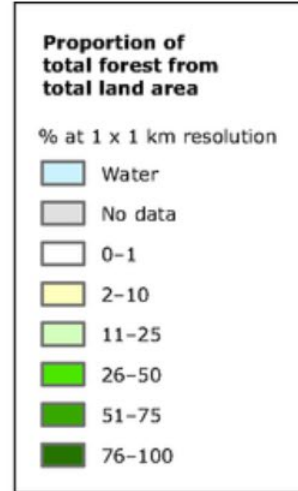 Proportion of
total forest from
total land area
% at 1 x 1 km resolution
Water
No data
0–1
2–10
11–25
26–50
51–75
76–100